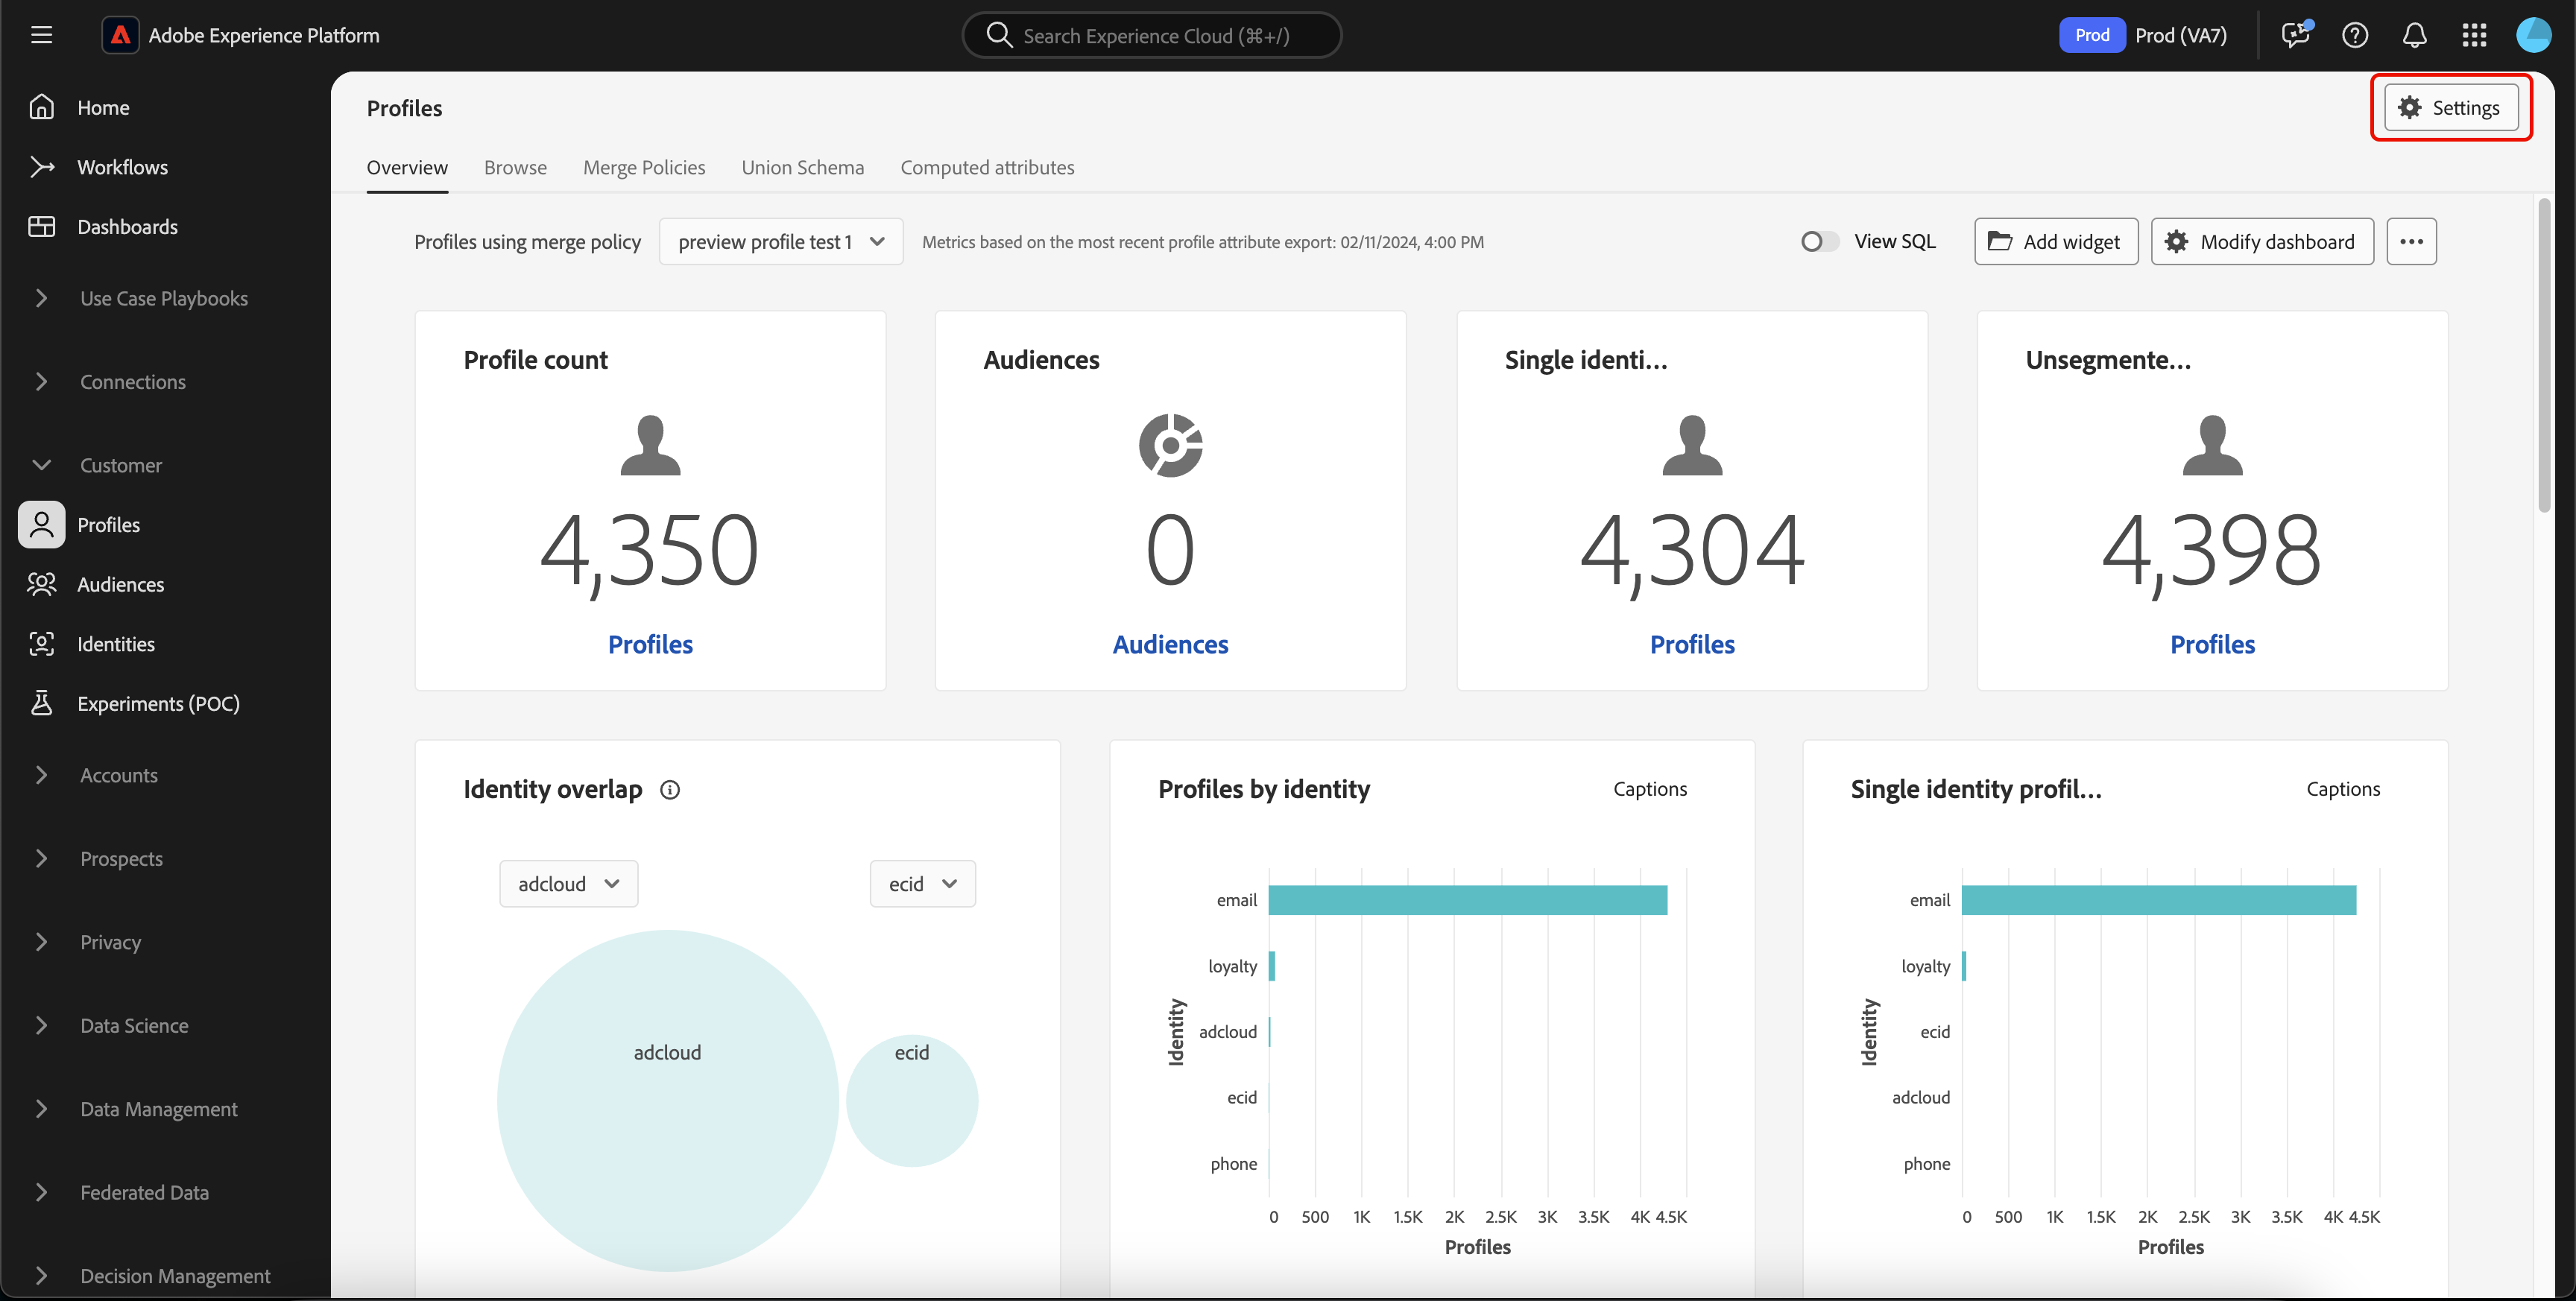 Adobe Experience Platform
Search Experience Cloud (⌘+/)
Prod
Prod (VA7)
Home
Workflows
Dashboards
Use Case Playbooks
Connections
Customer
Profiles
Audiences
Identities
Experiments (POC)
Accounts
Prospects
Privacy
Data Science
Data Management
Federated Data
Decision Management
Profiles
Settings
Overview
Browse
Merge Policies
Union Schema
Computed attributes
Profiles using merge policy
preview profile test 1
Metrics based on the most recent profile attribute export: 02/11/2024, 4:00 PM
View SQL
Add widget
Modify dashboard
Profile count
4,350
Profiles
Audiences
0
Audiences
Single identi...
4,304
Profiles
Unsegmente...
4,398
Profiles
Identity overlap
adcloud
ecid
adcloud
ecid
Profiles by identity
Captions
Identity
email
loyalty
adcloud
ecid
phone
0 500 1K 1.5K 2K 2.5K 3K 3.5K 4K 4.5K
Profiles
Single identity profil...
Captions
Identity
email
loyalty
ecid
adcloud
phone
0 500 1K 1.5K 2K 2.5K 3K 3.5K 4K 4.5K
Profiles